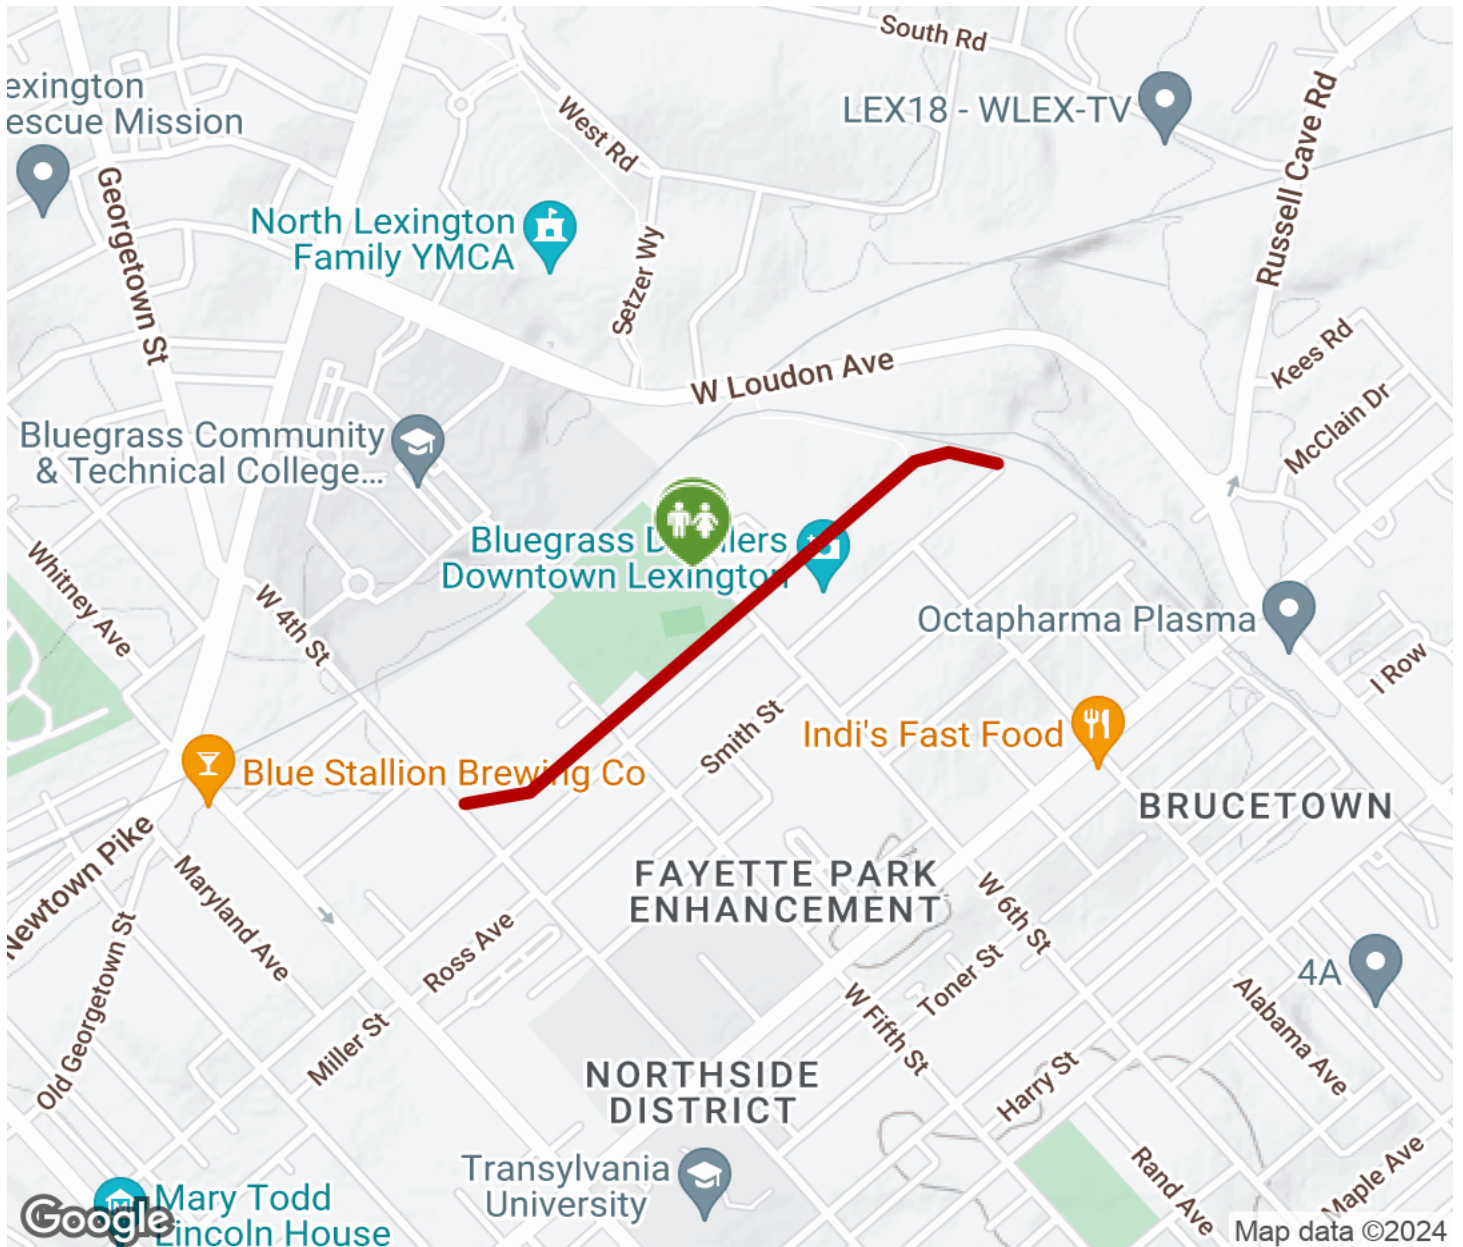 South Rd
exington
escue Mission
LEX18 - WLEX-TV
West Rd
Russell Cave Rd
Georgetown St
North Lexington
Family YMCA
Setzer Wy
Kees Rd
W Loudon Ave
McClain Dr
Bluegrass Community
& Technical College...
Bluegrass D llers
Downtown Lexington
Whitney Ave
W 4th St
Octapharma Plasma
I Row
Smith St
Indi's Fast Food
Blue Stallion Brewing Co
BRUCETOWN
Newtown Pike
Maryland Ave
FAYETTE PARK
ENHANCEMENT
W 6th St
Ross Ave
Old Georgetown St
Toner St
4A
Miller St
W Fifth St
Alabama Ave
NORTHSIDE
DISTRICT
Harry St
Transylvania
University
Rand Ave
Maple Ave
Mary Todd
Lincoln House
Google
Map data ©2024